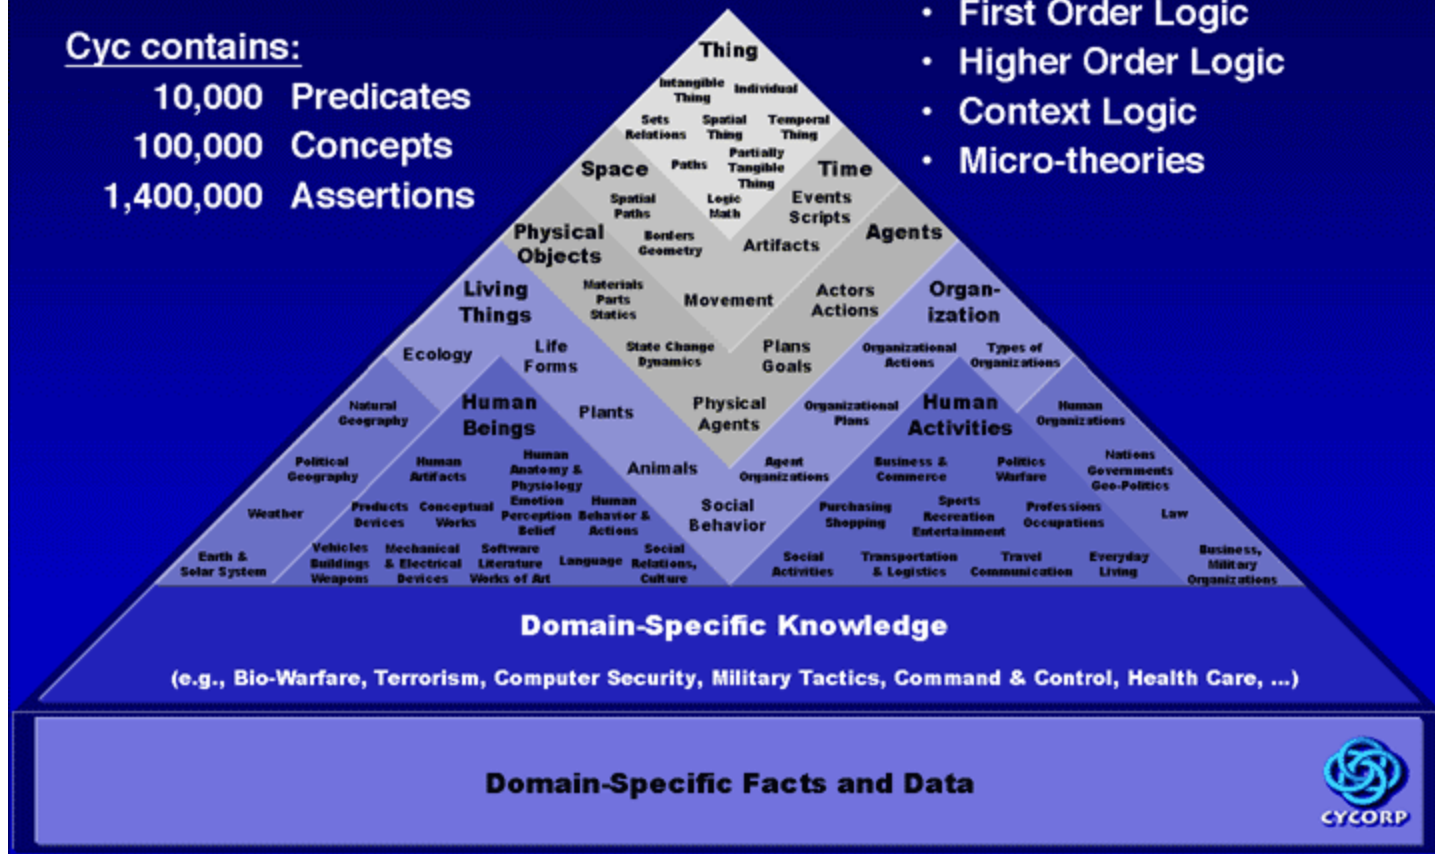 Cyc contains:
10,000 Predicates
100,000 Concepts
1,400,000 Assertions
• First Order Logic
• Higher Order Logic
• Context Logic
• Micro-theories
Thing
Intangible
Thing
Individual
Sets
Relations
Spatial
Thing
Temporal
Thing
Paths
Partially
Tangible
Thing
Logic
Math
Space
Spatial
Paths
Borders
Geometry
Time
Events
Scripts
Artifacts
Physical
Objects
Materials
Parts
Statics
Movement
State Change
Dynamics
Agents
Actors
Actions
Plans
Goals
Physical
Agents
Living
Things
Ecology
Life
Forms
Plants
Animals
Social
Behavior
Agent
Organizations
Organizational
Plans
Organ-
ization
Organizational
Actions
Types of
Organizations
Natural
Geography
Political
Geography
Weather
Earth &
Solar System
Human
Beings
Human
Artifacts
Human
Anatomy &
Physiology
Products
Devices
Conceptual
Works
Emotion
Perception
Belief
Human
Behavior &
Actions
Vehicles
Buildings
Weapons
Mechanical
& Electrical
Devices
Software
Literature
Works of Art
Language
Social
Relations,
Culture
Human
Activities
Business &
Commerce
Politics
Warfare
Purchasing
Shopping
Sports
Recreation
Entertainment
Professions
Occupations
Social
Activities
Transportation
& Logistics
Travel
Communication
Everyday
Living
Human
Organizations
Nations
Governments
Geo-Politics
Law
Business,
Military
Organizations
Domain-Specific Knowledge
(e.g., Bio-Warfare, Terrorism, Computer Security, Military Tactics, Command & Control, Health Care, ...)
Domain-Specific Facts and Data
CYCORP